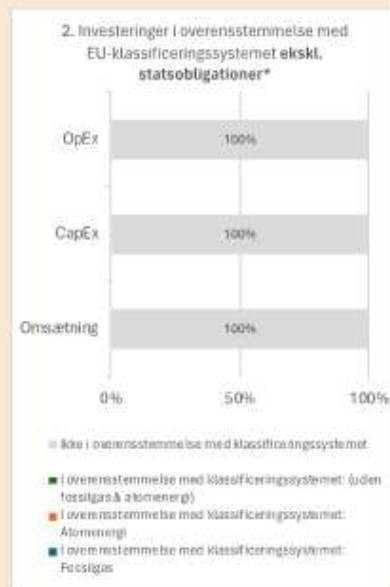 2. Investeringer i overensstemmelse med
EU-klassificeringssystemet ekskl.
statsobligationer*
OpEx
100%
CapEx
100%
Omsætning
100%
0%
50%
100%
Ikke i overensstemmelse med klassificeringssystemet
I overensstemmelse med klassificeringssystemet: (uden
fossilgas & atomenergi)
I overensstemmelse med klassificeringssystemet:
Atomenergi
I overensstemmelse med klassificeringssystemet:
Fossilgas